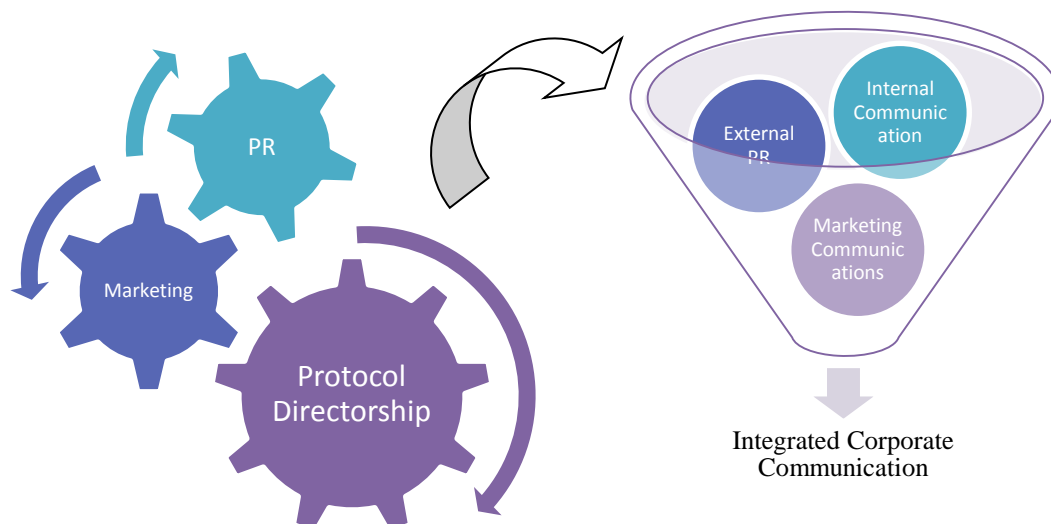 PR
Marketing
Protocol
Directorship
External
PR
Internal
Communic
ation
Marketing
Communic
ations
Integrated Corporate
Communication